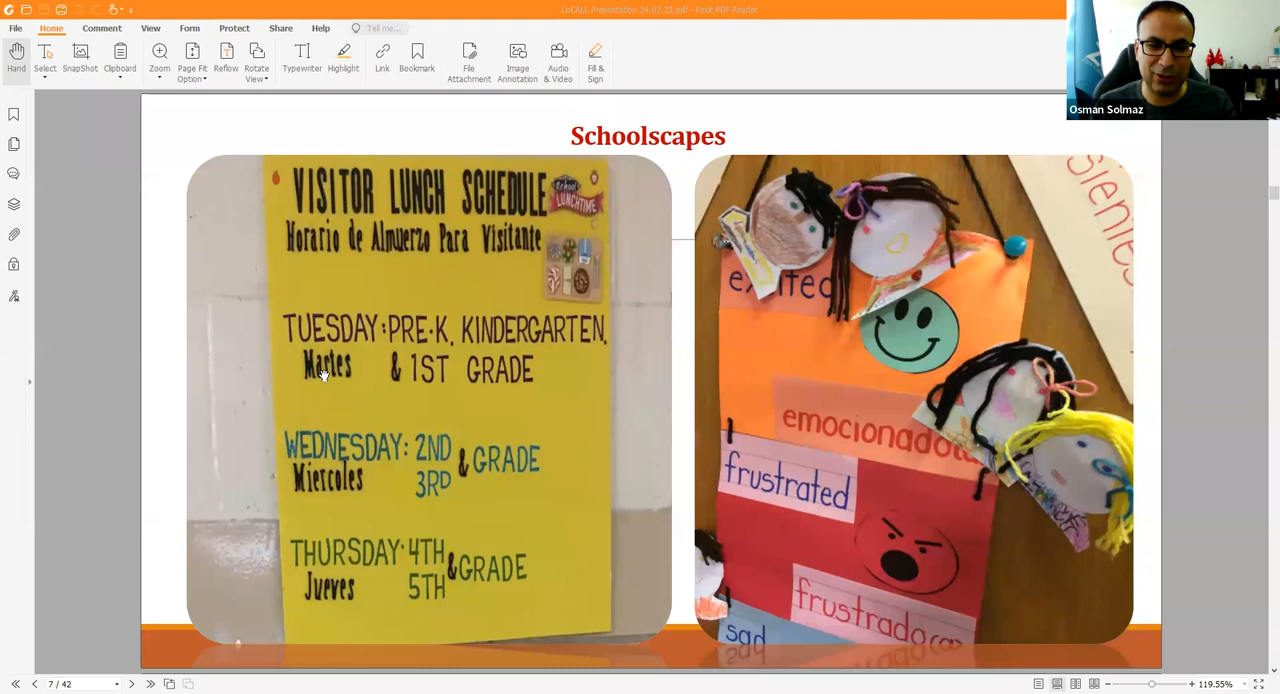 LoCALL Presentation 24.02.22.pdf - Foxit PDF Reader
File Home Comment View Form Protect Share Help Tell me...
Hand Select SnapShot Clipboard Zoom Page Fit Option Reflow Rotate View Typewriter Highlight Link Bookmark File Attachment Image Annotation Audio & Video Fill & Sign
Osman Solmaz
Schoolscapes
VISITOR LUNCH SCHEDULE
School LUNCHTIME
Horario de Almuerzo Para Visitante
TUESDAY: PRE-K, KINDERGARTEN,
Martes & 1ST GRADE
WEDNESDAY: 2ND & GRADE
Miercoles 3RD
THURSDAY: 4TH & GRADE
Jueves 5TH
Sientes
excited
emocionado
frustrated
frustrado(a)
sad
7 / 42
119.55%